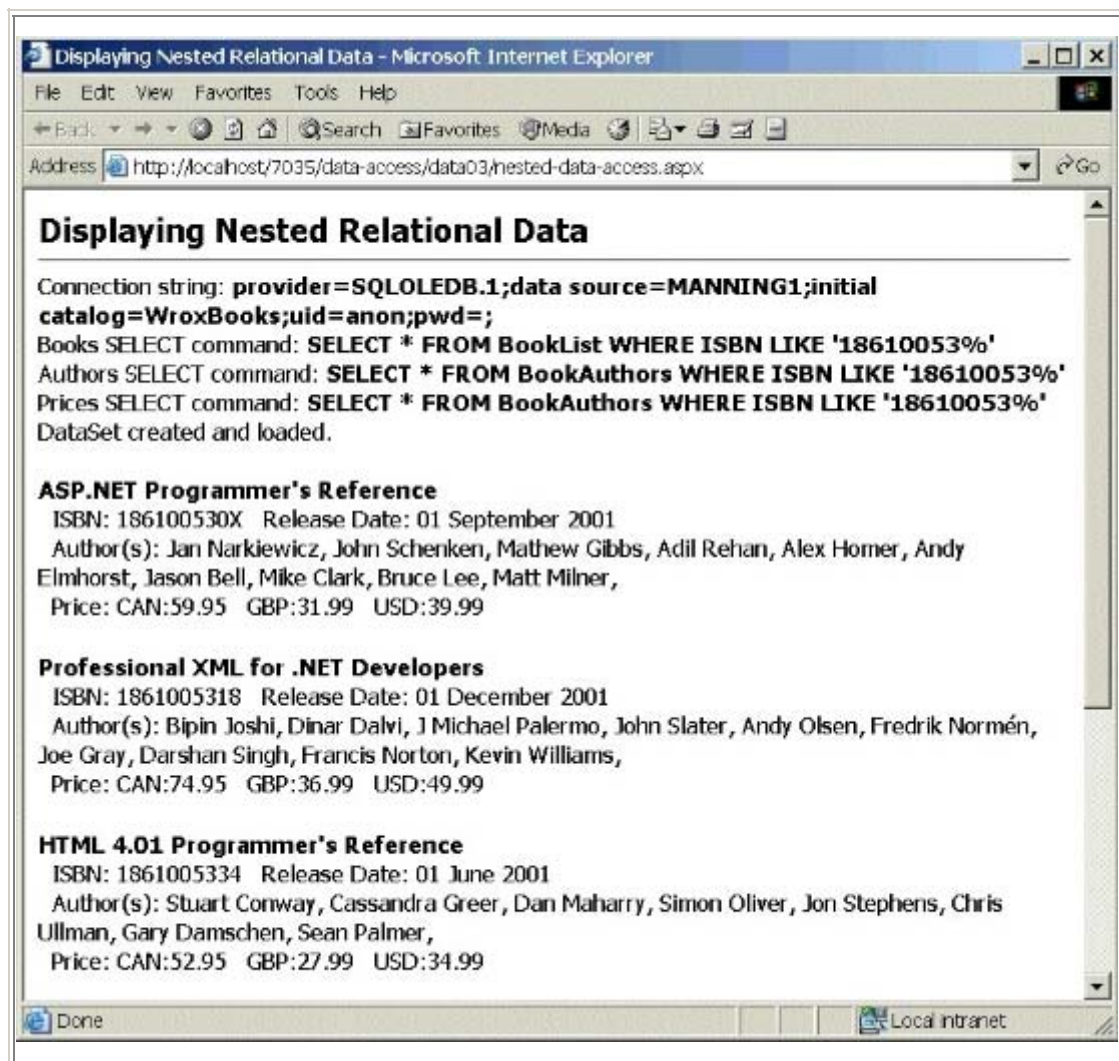 Displaying Nested Relational Data - Microsoft Internet Explorer
File Edit View Favorites Tools Help
Back Search Favorites Media
Address http://localhost/7035/data-access/data03/nested-data-access.aspx Go
Displaying Nested Relational Data
Connection string: provider=SQLOLEDB.1;data source=MANNING1;initial
catalog=WroxBooks;uid=anon;pwd=;
Books SELECT command: SELECT * FROM BookList WHERE ISBN LIKE '18610053%'
Authors SELECT command: SELECT * FROM BookAuthors WHERE ISBN LIKE '18610053%'
Prices SELECT command: SELECT * FROM BookAuthors WHERE ISBN LIKE '18610053%'
DataSet created and loaded.
ASP.NET Programmer's Reference
ISBN: 186100530X Release Date: 01 September 2001
Author(s): Jan Narkiewicz, John Schenken, Mathew Gibbs, Adil Rehan, Alex Homer, Andy
Elmhorst, Jason Bell, Mike Clark, Bruce Lee, Matt Milner,
Price: CAN:59.95 GBP:31.99 USD:39.99
Professional XML for .NET Developers
ISBN: 1861005318 Release Date: 01 December 2001
Author(s): Bipin Joshi, Dinar Dalvi, J Michael Palermo, John Slater, Andy Olsen, Fredrik Normén,
Joe Gray, Darshan Singh, Francis Norton, Kevin Williams,
Price: CAN:74.95 GBP:36.99 USD:49.99
HTML 4.01 Programmer's Reference
ISBN: 1861005334 Release Date: 01 June 2001
Author(s): Stuart Conway, Cassandra Greer, Dan Maharry, Simon Oliver, Jon Stephens, Chris
Ullman, Gary Damschen, Sean Palmer,
Price: CAN:52.95 GBP:27.99 USD:34.99
Done Local intranet